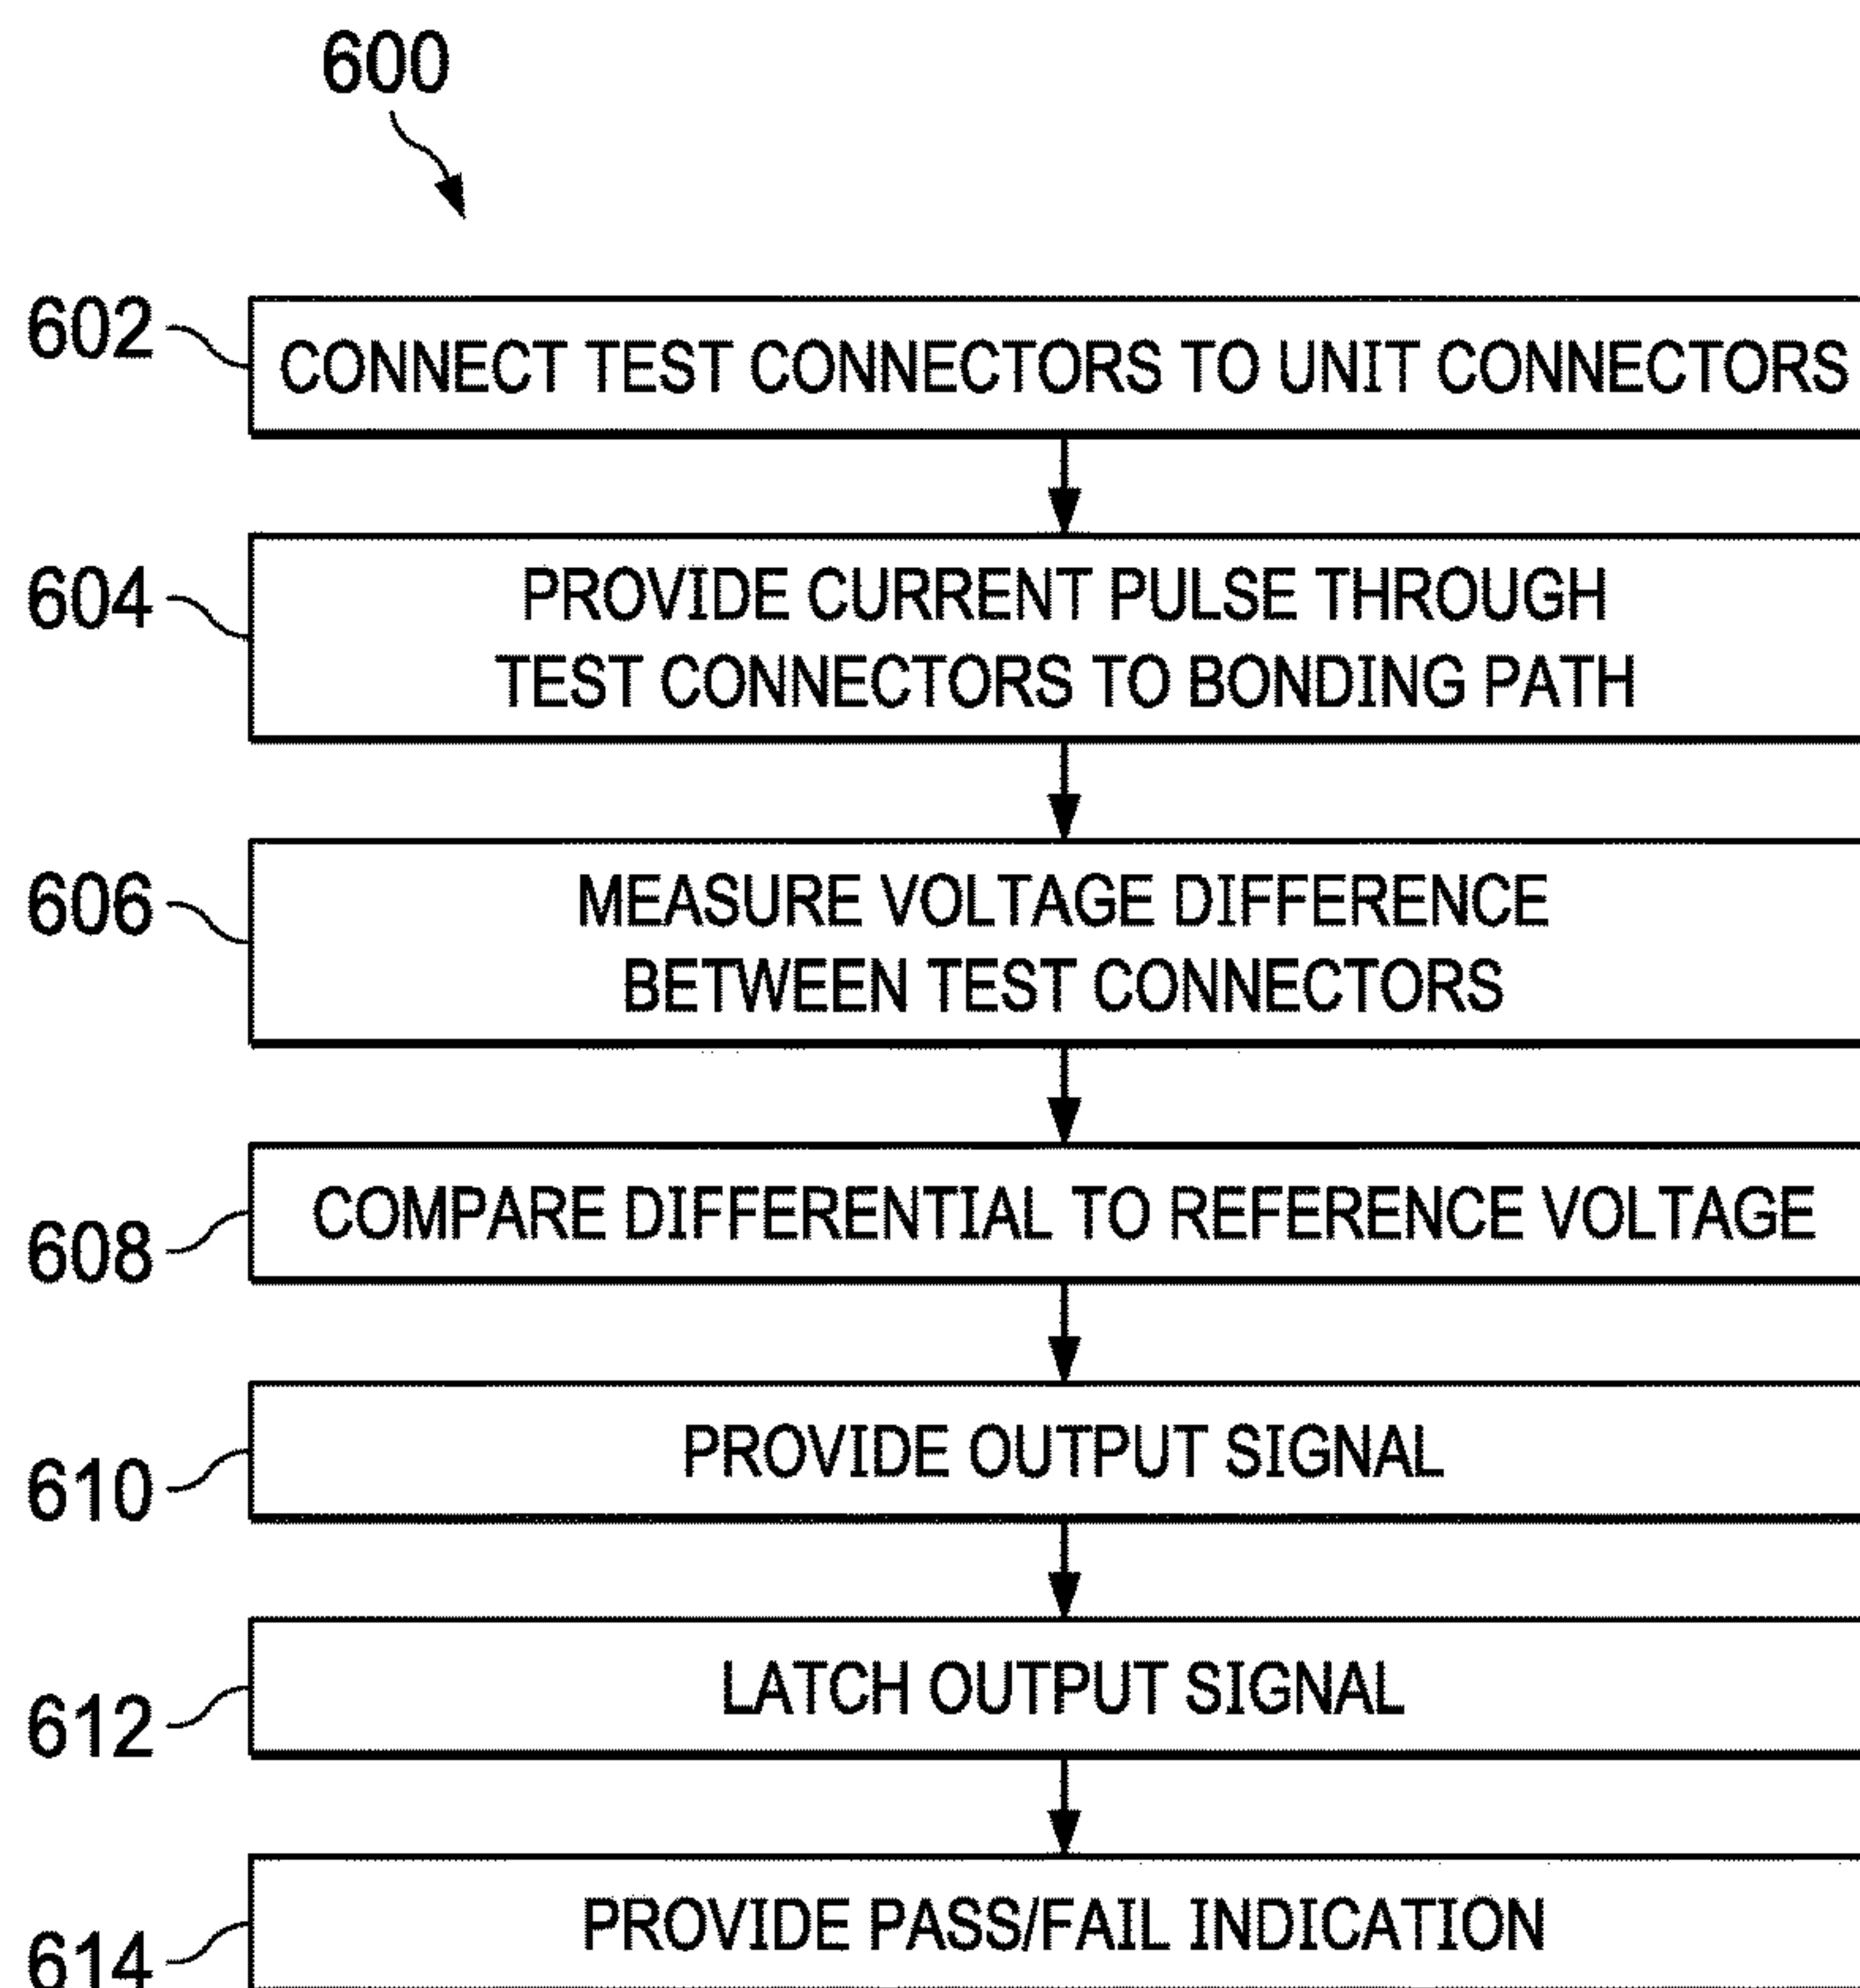 600
602
CONNECT TEST CONNECTORS TO UNIT CONNECTORS
604
PROVIDE CURRENT PULSE THROUGH
TEST CONNECTORS TO BONDING PATH
606
MEASURE VOLTAGE DIFFERENCE
BETWEEN TEST CONNECTORS
608
COMPARE DIFFERENTIAL TO REFERENCE VOLTAGE
610
PROVIDE OUTPUT SIGNAL
612
LATCH OUTPUT SIGNAL
614
PROVIDE PASS/FAIL INDICATION